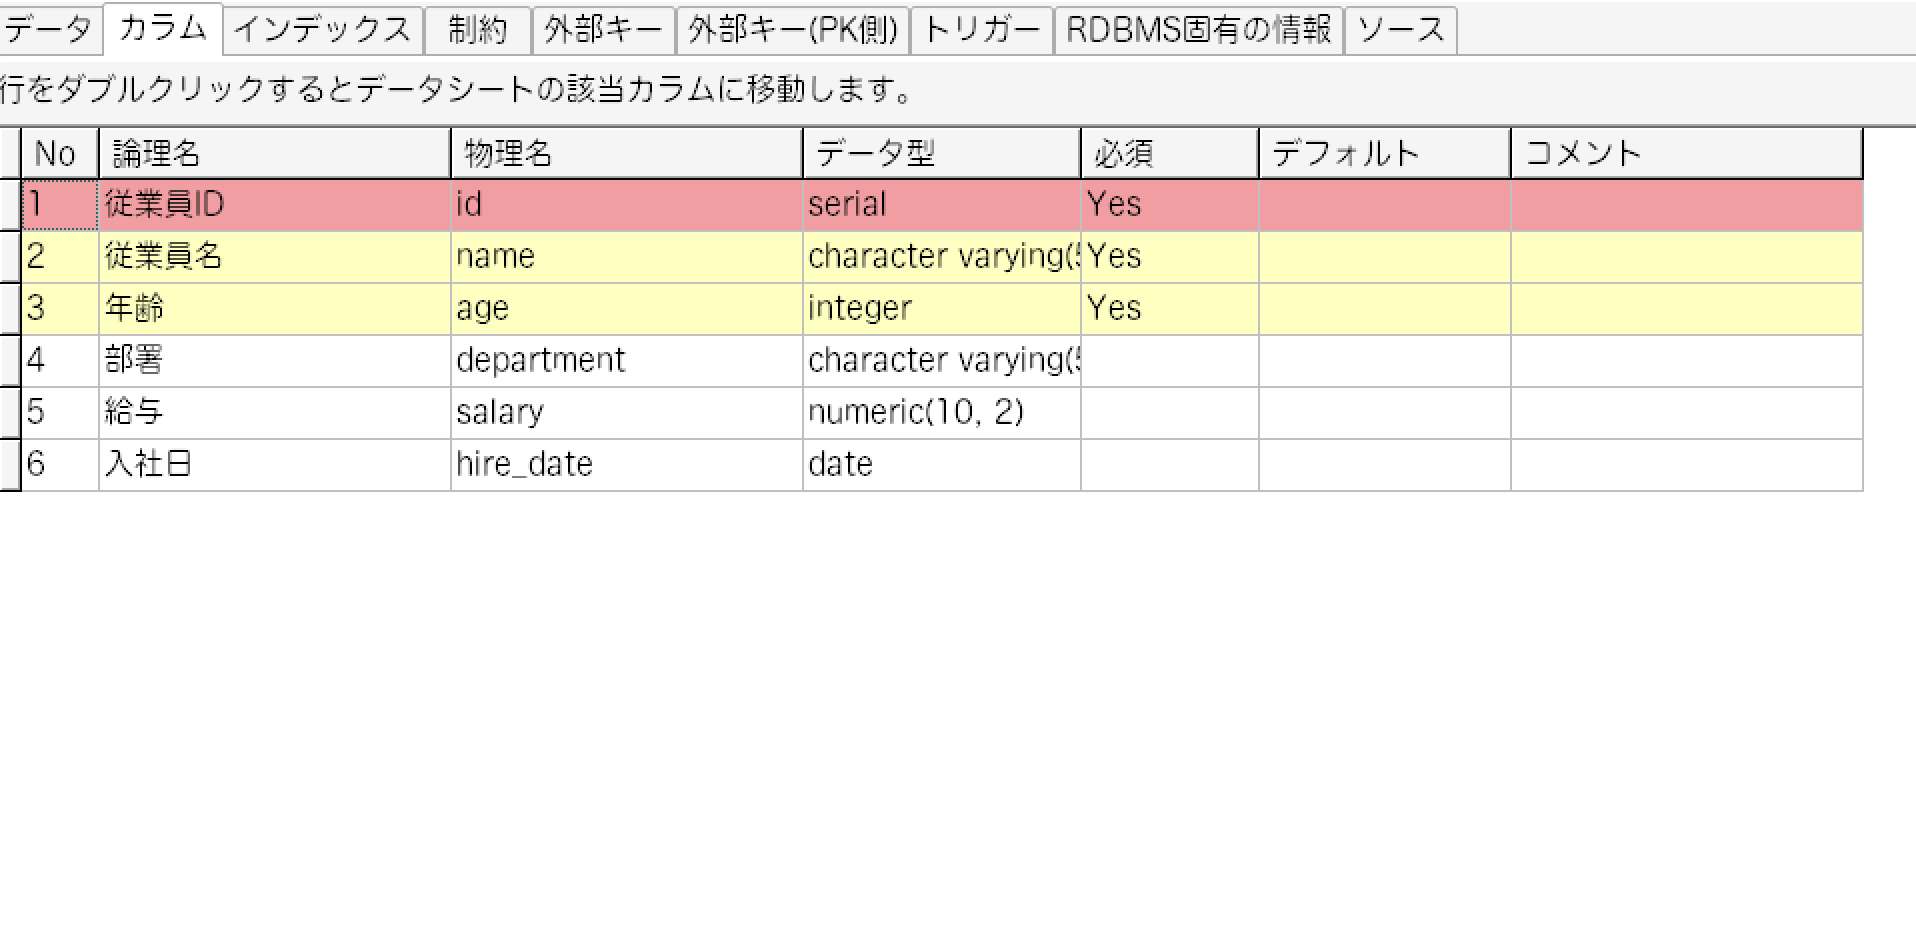 データ カラム インデックス 制約 外部キー 外部キー(PK側) トリガー RDBMS固有の情報 ソース
行をダブルクリックするとデータシートの該当カラムに移動します。
No 論理名 物理名 データ型 必須 デフォルト コメント
1 従業員ID id serial Yes
2 従業員名 name character varying( Yes
3 年齢 age integer Yes
4 部署 department character varying(
5 給与 salary numeric(10, 2)
6 入社日 hire_date date